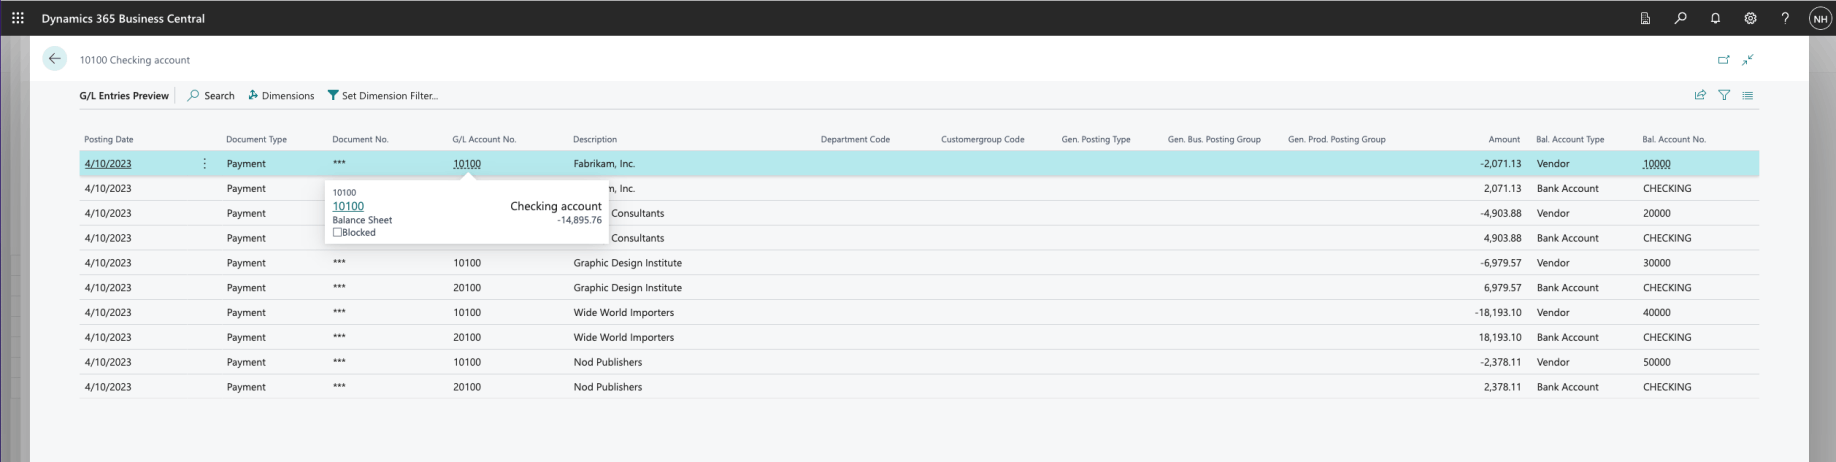 Dynamics 365 Business Central ? NH
10100 Checking account
G/L Entries Preview Search Dimensions Set Dimension Filter...
Posting Date Document Type Document No. G/L Account No. Description Department Code Customergroup Code Gen. Posting Type Gen. Bus. Posting Group Gen. Prod. Posting Group Amount Bal. Account Type Bal. Account No.
4/10/2023 Payment *** 10100 Fabrikam, Inc. -2,071.13 Vendor 10000
4/10/2023 Payment m, Inc. 2,071.13 Bank Account CHECKING
10100
10100 Checking account
Balance Sheet -14,895.76
Blocked
4/10/2023 Payment Consultants -4,903.88 Vendor 20000
4/10/2023 Payment Consultants 4,903.88 Bank Account CHECKING
4/10/2023 Payment *** 10100 Graphic Design Institute -6,979.57 Vendor 30000
4/10/2023 Payment *** 20100 Graphic Design Institute 6,979.57 Bank Account CHECKING
4/10/2023 Payment *** 10100 Wide World Importers -18,193.10 Vendor 40000
4/10/2023 Payment *** 20100 Wide World Importers 18,193.10 Bank Account CHECKING
4/10/2023 Payment *** 10100 Nod Publishers -2,378.11 Vendor 50000
4/10/2023 Payment *** 20100 Nod Publishers 2,378.11 Bank Account CHECKING